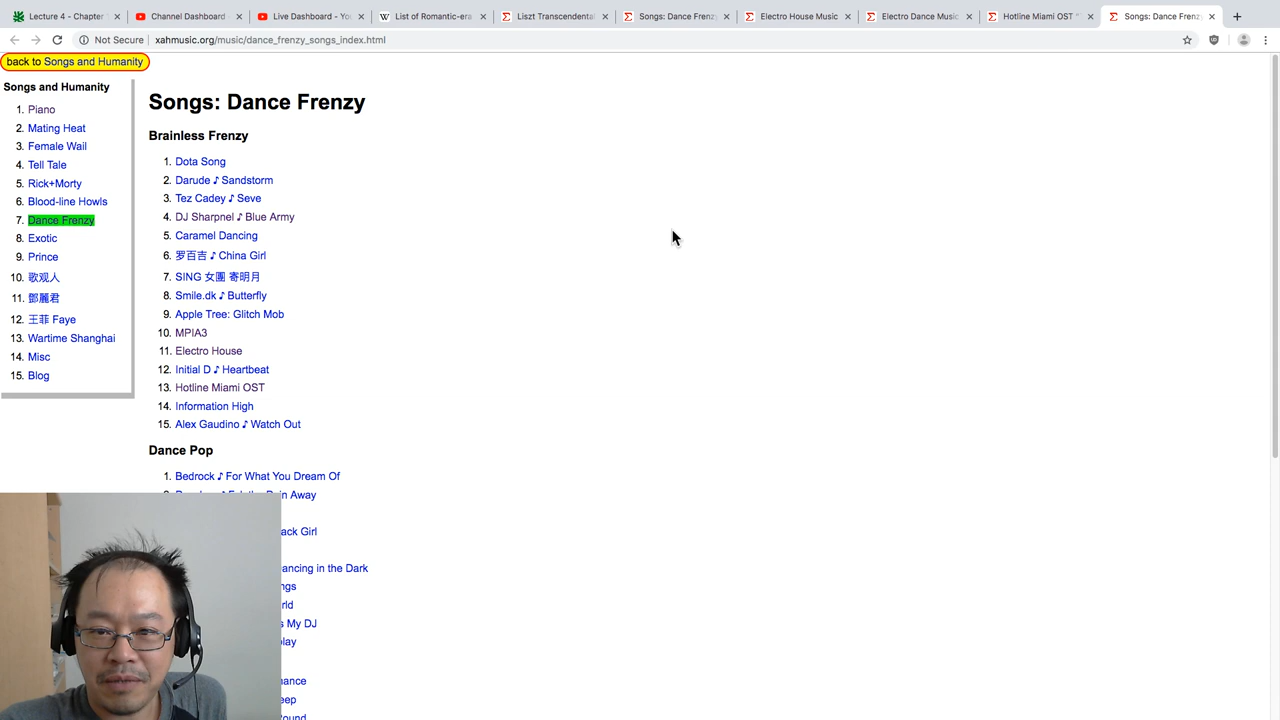 Lecture 4 - Chapter
Channel Dashboard -
Live Dashboard - Yo
List of Romantic-era
Liszt Transcendental
Songs: Dance Frenzy
Electro House Music
Electro Dance Music
Hotline Miami OST "
Songs: Dance Frenzy
Not Secure
xahmusic.org/music/dance_frenzy_songs_index.html
back to Songs and Humanity
Songs and Humanity
1. Piano
2. Mating Heat
3. Female Wail
4. Tell Tale
5. Rick+Morty
6. Blood-line Howls
7. Dance Frenzy
8. Exotic
9. Prince
10. 歌观人
11. 鄧麗君
12. 王菲 Faye
13. Wartime Shanghai
14. Misc
15. Blog
Songs: Dance Frenzy
Brainless Frenzy
1. Dota Song
2. Darude ♪ Sandstorm
3. Tez Cadey ♪ Seve
4. DJ Sharpnel ♪ Blue Army
5. Caramel Dancing
6. 罗百吉 ♪ China Girl
7. SING 女團 寄明月
8. Smile.dk ♪ Butterfly
9. Apple Tree: Glitch Mob
10. MPIA3
11. Electro House
12. Initial D ♪ Heartbeat
13. Hotline Miami OST
14. Information High
15. Alex Gaudino ♪ Watch Out
Dance Pop
1. Bedrock ♪ For What You Dream Of
Away
ack Girl
ancing in the Dark
ngs
rld
s My DJ
play
nance
eep
ound